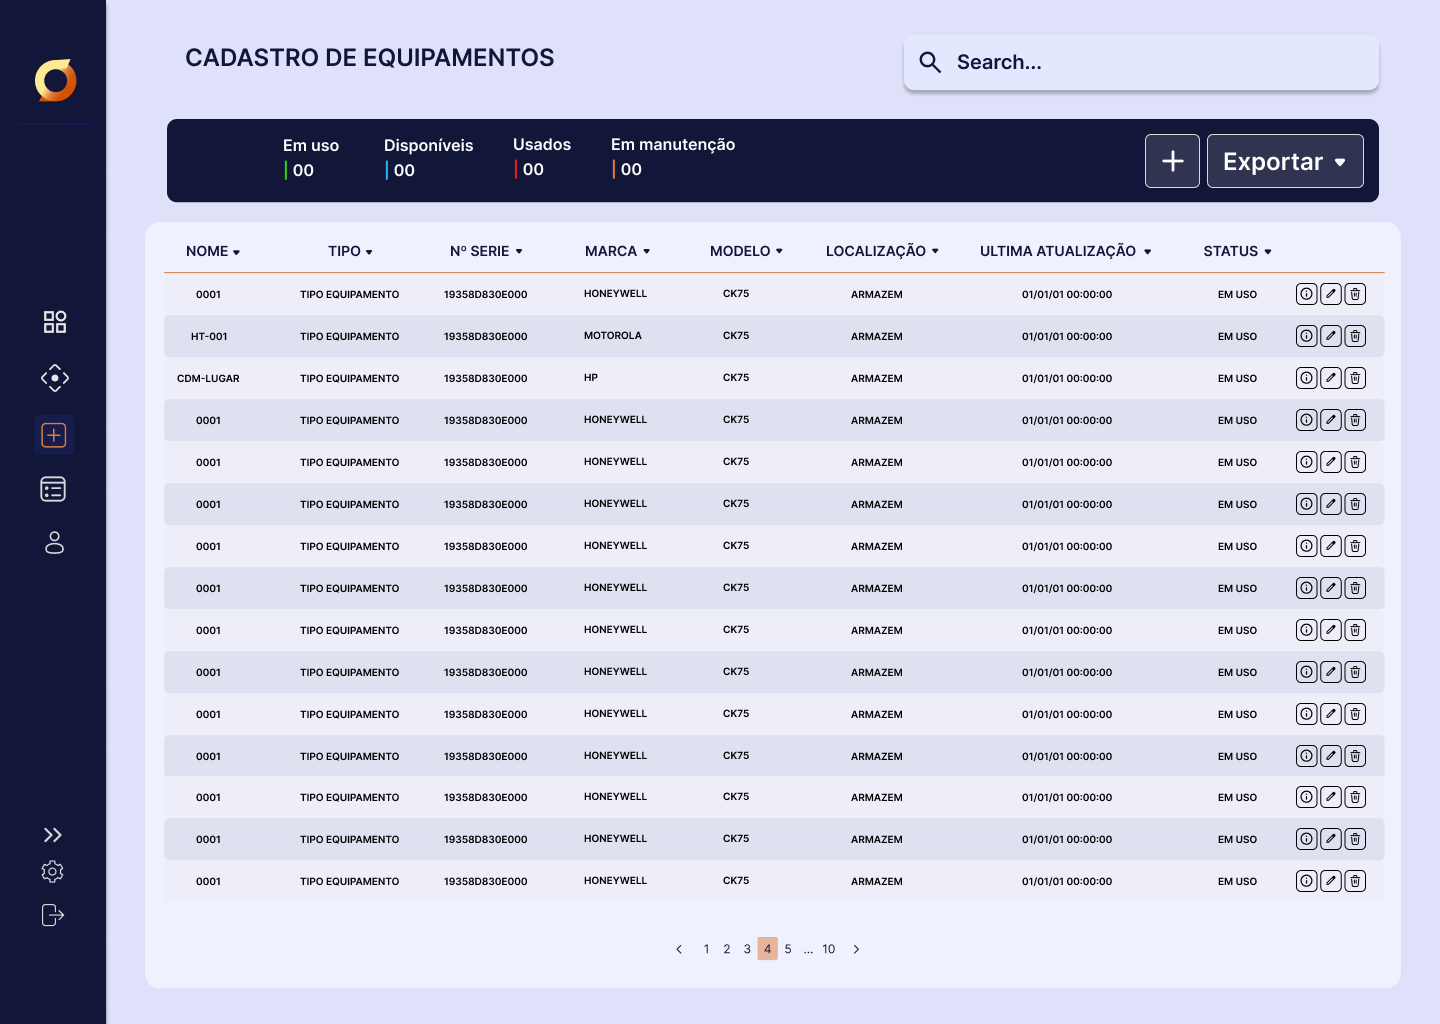 CADASTRO DE EQUIPAMENTOS
Search...
Em uso Disponíveis Usados Em manutenção
00 00 00 00
Exportar
NOME TIPO Nº SERIE MARCA MODELO LOCALIZAÇÃO ULTIMA ATUALIZAÇÃO STATUS
0001 TIPO EQUIPAMENTO 19358D830E000 HONEYWELL CK75 ARMAZEM 01/01/01 00:00:00 EM USO
HT-001 TIPO EQUIPAMENTO 19358D830E000 MOTOROLA CK75 ARMAZEM 01/01/01 00:00:00 EM USO
CDM-LUGAR TIPO EQUIPAMENTO 19358D830E000 HP CK75 ARMAZEM 01/01/01 00:00:00 EM USO
0001 TIPO EQUIPAMENTO 19358D830E000 HONEYWELL CK75 ARMAZEM 01/01/01 00:00:00 EM USO
0001 TIPO EQUIPAMENTO 19358D830E000 HONEYWELL CK75 ARMAZEM 01/01/01 00:00:00 EM USO
0001 TIPO EQUIPAMENTO 19358D830E000 HONEYWELL CK75 ARMAZEM 01/01/01 00:00:00 EM USO
0001 TIPO EQUIPAMENTO 19358D830E000 HONEYWELL CK75 ARMAZEM 01/01/01 00:00:00 EM USO
0001 TIPO EQUIPAMENTO 19358D830E000 HONEYWELL CK75 ARMAZEM 01/01/01 00:00:00 EM USO
0001 TIPO EQUIPAMENTO 19358D830E000 HONEYWELL CK75 ARMAZEM 01/01/01 00:00:00 EM USO
0001 TIPO EQUIPAMENTO 19358D830E000 HONEYWELL CK75 ARMAZEM 01/01/01 00:00:00 EM USO
0001 TIPO EQUIPAMENTO 19358D830E000 HONEYWELL CK75 ARMAZEM 01/01/01 00:00:00 EM USO
0001 TIPO EQUIPAMENTO 19358D830E000 HONEYWELL CK75 ARMAZEM 01/01/01 00:00:00 EM USO
0001 TIPO EQUIPAMENTO 19358D830E000 HONEYWELL CK75 ARMAZEM 01/01/01 00:00:00 EM USO
0001 TIPO EQUIPAMENTO 19358D830E000 HONEYWELL CK75 ARMAZEM 01/01/01 00:00:00 EM USO
0001 TIPO EQUIPAMENTO 19358D830E000 HONEYWELL CK75 ARMAZEM 01/01/01 00:00:00 EM USO
1 2 3 4 5 ... 10